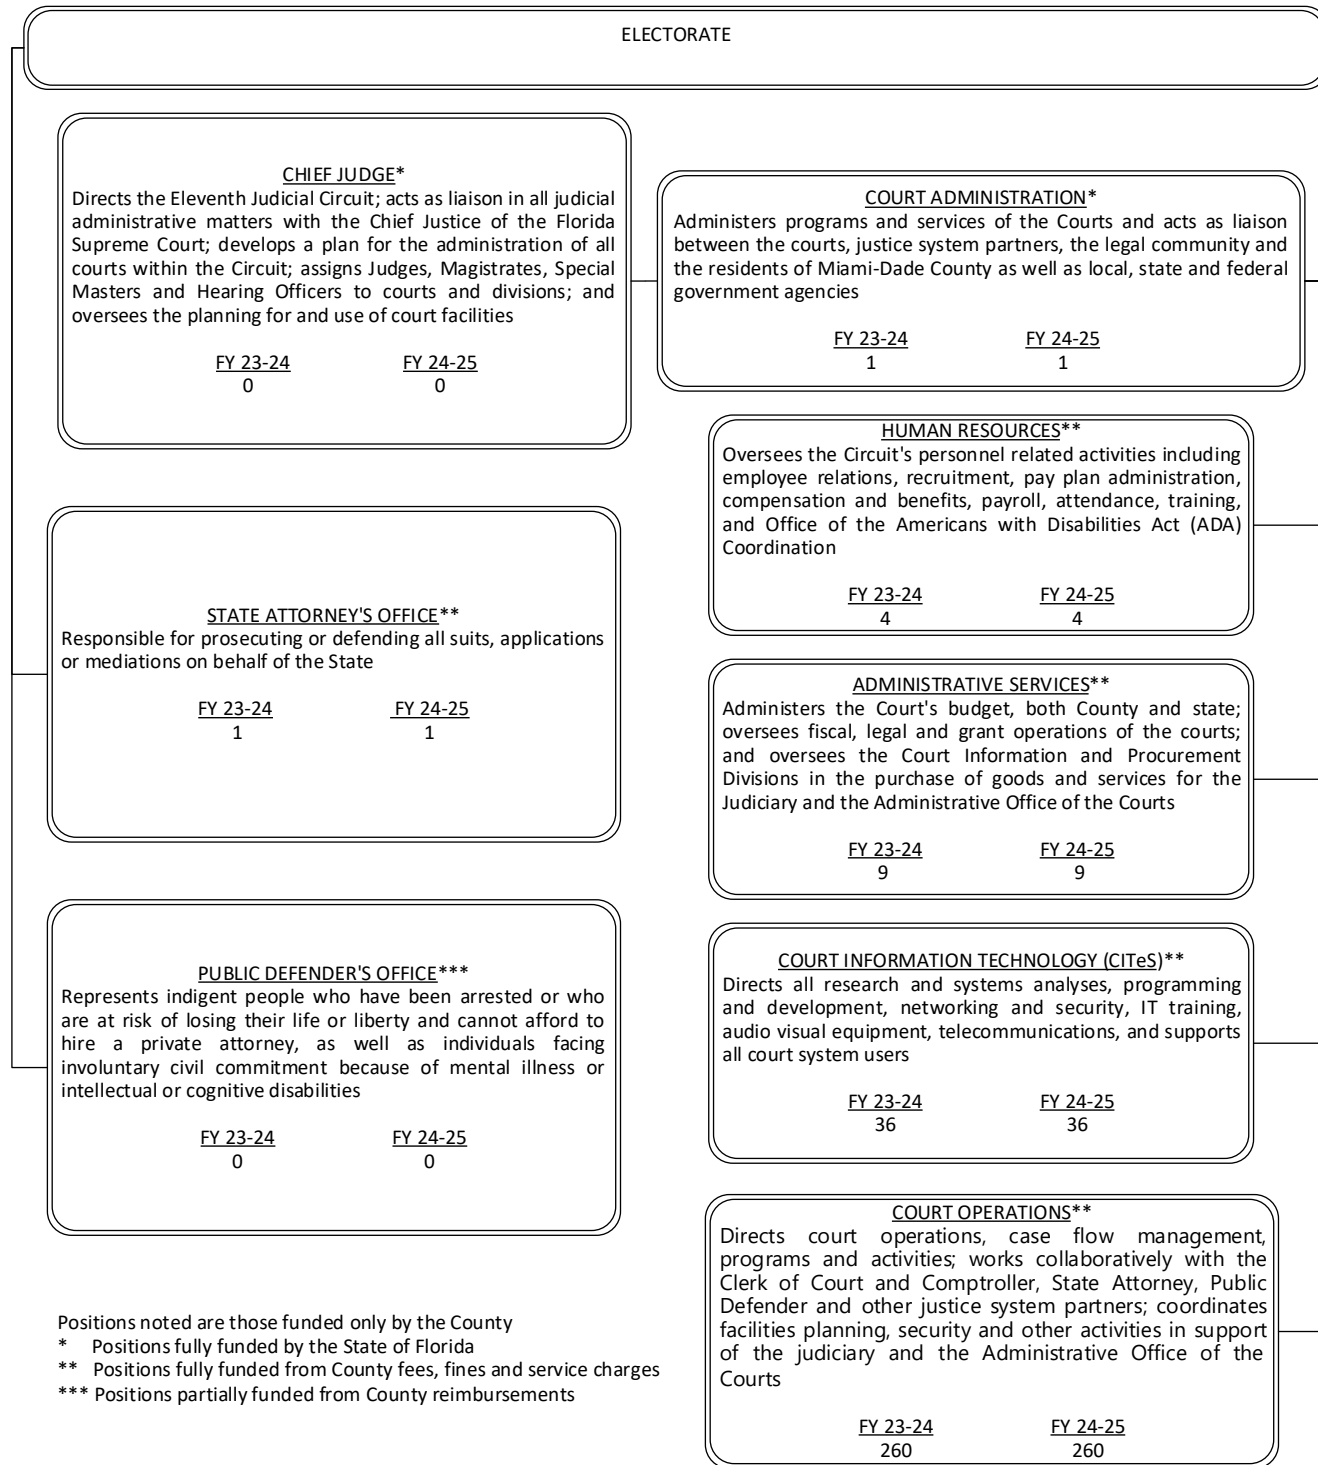 ELECTORATE
CHIEF JUDGE*
Directs the Eleventh Judicial Circuit; acts as liaison in all judicial
administrative matters with the Chief Justice of the Florida
Supreme Court; develops a plan for the administration of all
courts within the Circuit; assigns Judges, Magistrates, Special
Masters and Hearing Officers to courts and divisions; and
oversees the planning for and use of court facilities
FY 23-24 FY 24-25
0 0
COURT ADMINISTRATION*
Administers programs and services of the Courts and acts as liaison
between the courts, justice system partners, the legal community and
the residents of Miami-Dade County as well as local, state and federal
government agencies
FY 23-24 FY 24-25
1 1
HUMAN RESOURCES**
Oversees the Circuit's personnel related activities including
employee relations, recruitment, pay plan administration,
compensation and benefits, payroll, attendance, training,
and Office of the Americans with Disabilities Act (ADA)
Coordination
FY 23-24 FY 24-25
4 4
STATE ATTORNEY'S OFFICE**
Responsible for prosecuting or defending all suits, applications
or mediations on behalf of the State
FY 23-24 FY 24-25
1 1
ADMINISTRATIVE SERVICES**
Administers the Court's budget, both County and state;
oversees fiscal, legal and grant operations of the courts;
and oversees the Court Information and Procurement
Divisions in the purchase of goods and services for the
Judiciary and the Administrative Office of the Courts
FY 23-24 FY 24-25
9 9
PUBLIC DEFENDER'S OFFICE***
Represents indigent people who have been arrested or who
are at risk of losing their life or liberty and cannot afford to
hire a private attorney, as well as individuals facing
involuntary civil commitment because of mental illness or
intellectual or cognitive disabilities
FY 23-24 FY 24-25
0 0
COURT INFORMATION TECHNOLOGY (CITeS)**
Directs all research and systems analyses, programming
and development, networking and security, IT training,
audio visual equipment, telecommunications, and supports
all court system users
FY 23-24 FY 24-25
36 36
COURT OPERATIONS**
Directs court operations, case flow management,
programs and activities; works collaboratively with the
Clerk of Court and Comptroller, State Attorney, Public
Defender and other justice system partners; coordinates
facilities planning, security and other activities in support
of the judiciary and the Administrative Office of the
Courts
FY 23-24 FY 24-25
260 260
Positions noted are those funded only by the County
* Positions fully funded by the State of Florida
** Positions fully funded from County fees, fines and service charges
*** Positions partially funded from County reimbursements